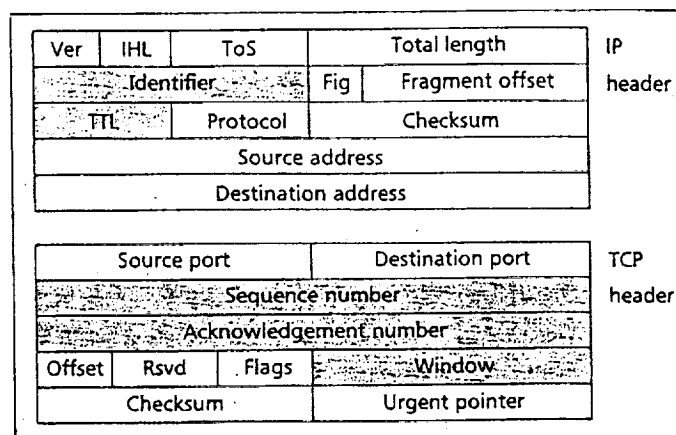 Ver IHL ToS Total length IP
Identifier Fig Fragment offset header
TTL Protocol Checksum
Source address
Destination address
Source port Destination port TCP
Sequence number header
Acknowledgement number
Offset Rsvd Flags Window
Checksum Urgent pointer